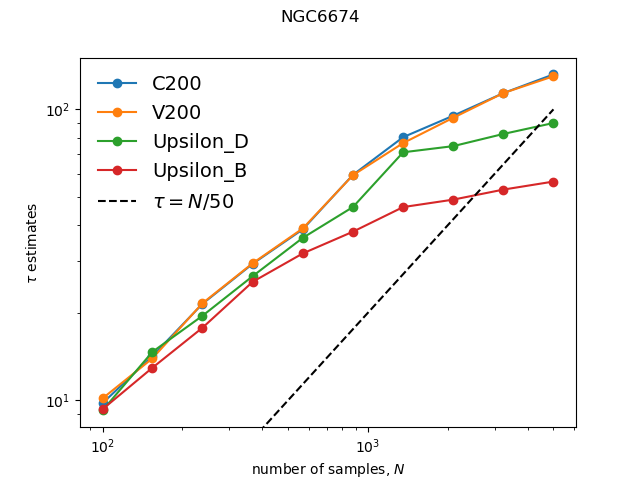 NGC6674
C200
V200
Upsilon_D
Upsilon_B
τ = N/50
10²
10¹
τ estimates
10² 10³
number of samples, N